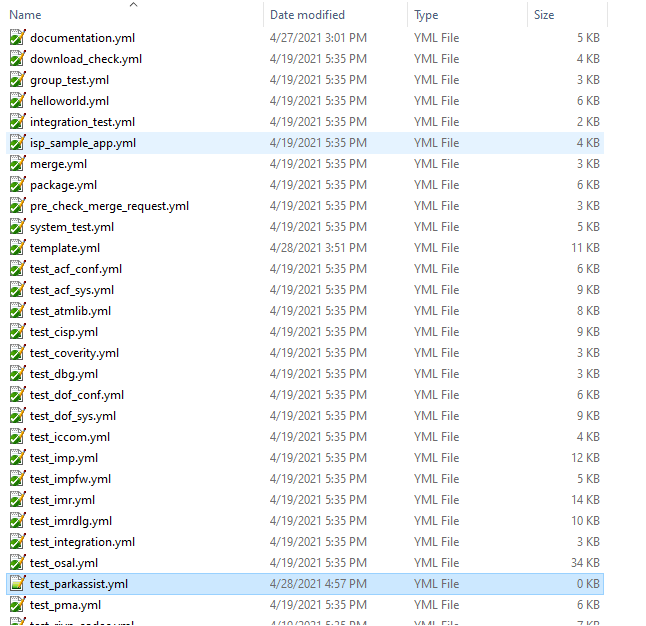 Name Date modified Type Size
documentation.yml 4/27/2021 3:01 PM YML File 5 KB
download_check.yml 4/19/2021 5:35 PM YML File 4 KB
group_test.yml 4/19/2021 5:35 PM YML File 3 KB
helloworld.yml 4/19/2021 5:35 PM YML File 6 KB
integration_test.yml 4/19/2021 5:35 PM YML File 2 KB
isp_sample_app.yml 4/19/2021 5:35 PM YML File 4 KB
merge.yml 4/19/2021 5:35 PM YML File 3 KB
package.yml 4/19/2021 5:35 PM YML File 6 KB
pre_check_merge_request.yml 4/19/2021 5:35 PM YML File 3 KB
system_test.yml 4/19/2021 5:35 PM YML File 5 KB
template.yml 4/28/2021 3:51 PM YML File 11 KB
test_acf_conf.yml 4/19/2021 5:35 PM YML File 6 KB
test_acf_sys.yml 4/19/2021 5:35 PM YML File 9 KB
test_atmlib.yml 4/19/2021 5:35 PM YML File 8 KB
test_cisp.yml 4/19/2021 5:35 PM YML File 9 KB
test_coverity.yml 4/19/2021 5:35 PM YML File 3 KB
test_dbg.yml 4/19/2021 5:35 PM YML File 3 KB
test_dof_conf.yml 4/19/2021 5:35 PM YML File 6 KB
test_dof_sys.yml 4/19/2021 5:35 PM YML File 9 KB
test_iccom.yml 4/19/2021 5:35 PM YML File 4 KB
test_imp.yml 4/19/2021 5:35 PM YML File 12 KB
test_impfw.yml 4/19/2021 5:35 PM YML File 5 KB
test_imr.yml 4/19/2021 5:35 PM YML File 14 KB
test_imrdlg.yml 4/19/2021 5:35 PM YML File 10 KB
test_integration.yml 4/19/2021 5:35 PM YML File 3 KB
test_osal.yml 4/19/2021 5:35 PM YML File 34 KB
test_parkassist.yml 4/28/2021 4:57 PM YML File 0 KB
test_pma.yml 4/19/2021 5:35 PM YML File 6 KB
4/19/2021 5:35 PM YML File 7 KB